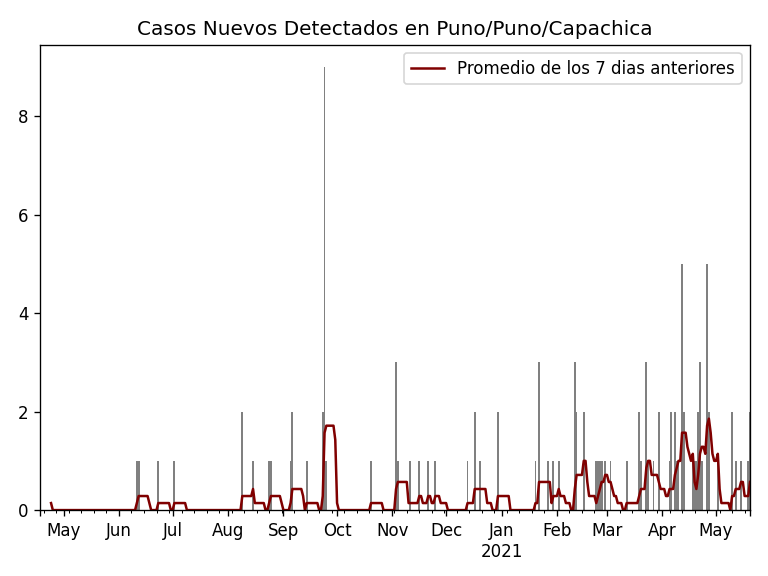 Casos Nuevos Detectados en Puno/Puno/Capachica
Promedio de los 7 dias anteriores
8
6
4
2
0
May Jun Jul Aug Sep Oct Nov Dec Jan Feb Mar Apr May
2021